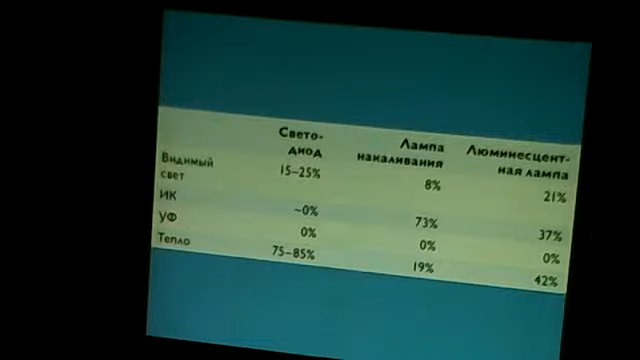 Свето- Лампа Люминесцент-
диод накаливания ная лампа
Видимый
свет 15–25% 8% 21%
ИК ~0% 73% 37%
УФ 0% 0% 0%
Тепло 75–85% 19% 42%